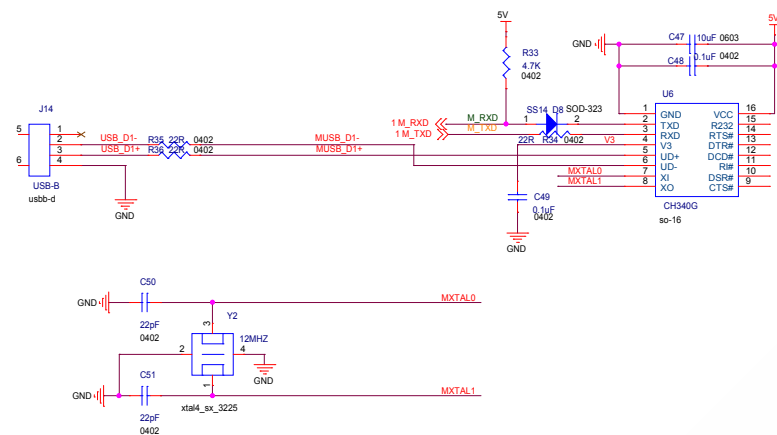 5V
5V
R33
4.7K
0402
GND
C47
10uF
0603
C48
0.1uF
0402
U6
J14
5
6
1
2
3
4
USB-B
usbb-d
USB_D1-
USB_D1+
R35
22R
0402
R36
22R
0402
MUSB_D1-
MUSB_D1+
GND
1 M_RXD
M_RXD
1 M_TXD
M_TXD
SS14
D8
SOD-323
1
2
22R
R34
0402
V3
C49
0.1uF
0402
GND
MXTAL0
MXTAL1
1
GND
VCC
16
2
TXD
R232
15
3
RXD
RTS#
14
4
V3
DTR#
13
5
UD+
DCD#
12
6
UD-
RI#
11
7
XI
DSR#
10
8
XO
CTS#
9
CH340G
so-16
C50
GND
22pF
0402
MXTAL0
Y2
12MHZ
3
2
4
1
GND
C51
GND
22pF
0402
xtal4_sx_3225
MXTAL1